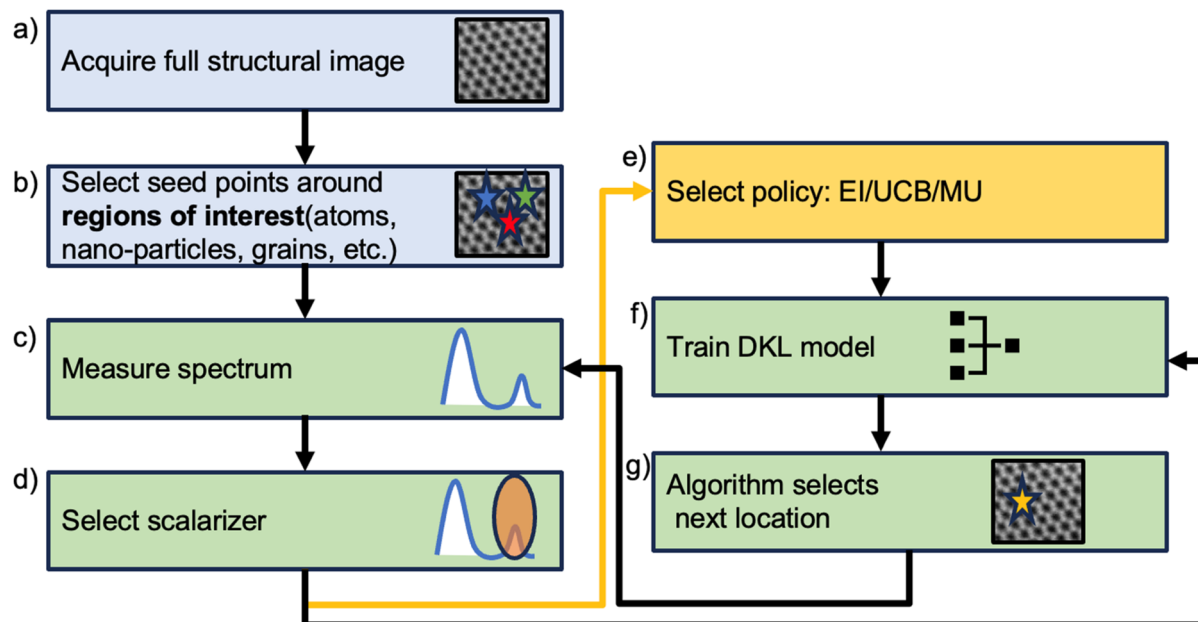 a)
Acquire full structural image
b)
Select seed points around
regions of interest(atoms,
nano-particles, grains, etc.)
c)
Measure spectrum
d)
Select scalarizer
e)
Select policy: EI/UCB/MU
f)
Train DKL model
g)
Algorithm selects
next location